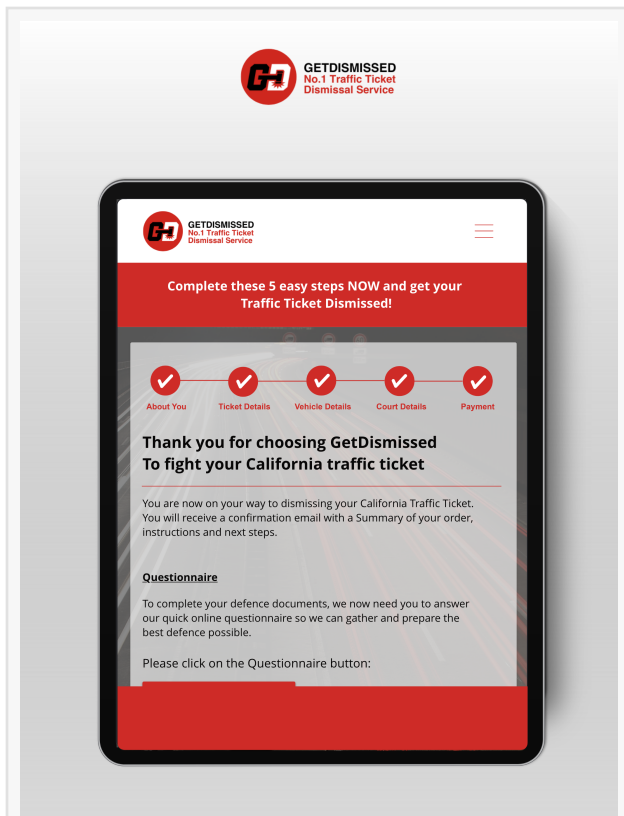 GETDISMISSED
No.1 Traffic Ticket
Dismissal Service
GETDISMISSED
No.1 Traffic Ticket
Dismissal Service
Complete these 5 easy steps NOW and get your
Traffic Ticket Dismissed!
About You
Ticket Details
Vehicle Details
Court Details
Payment
Thank you for choosing GetDismissed
To fight your California traffic ticket
You are now on your way to dismissing your California Traffic Ticket.
You will receive a confirmation email with a Summary of your order,
instructions and next steps.
Questionnaire
To complete your defence documents, we now need you to answer
our quick online questionnaire so we can gather and prepare the
best defence possible.
Please click on the Questionnaire button: